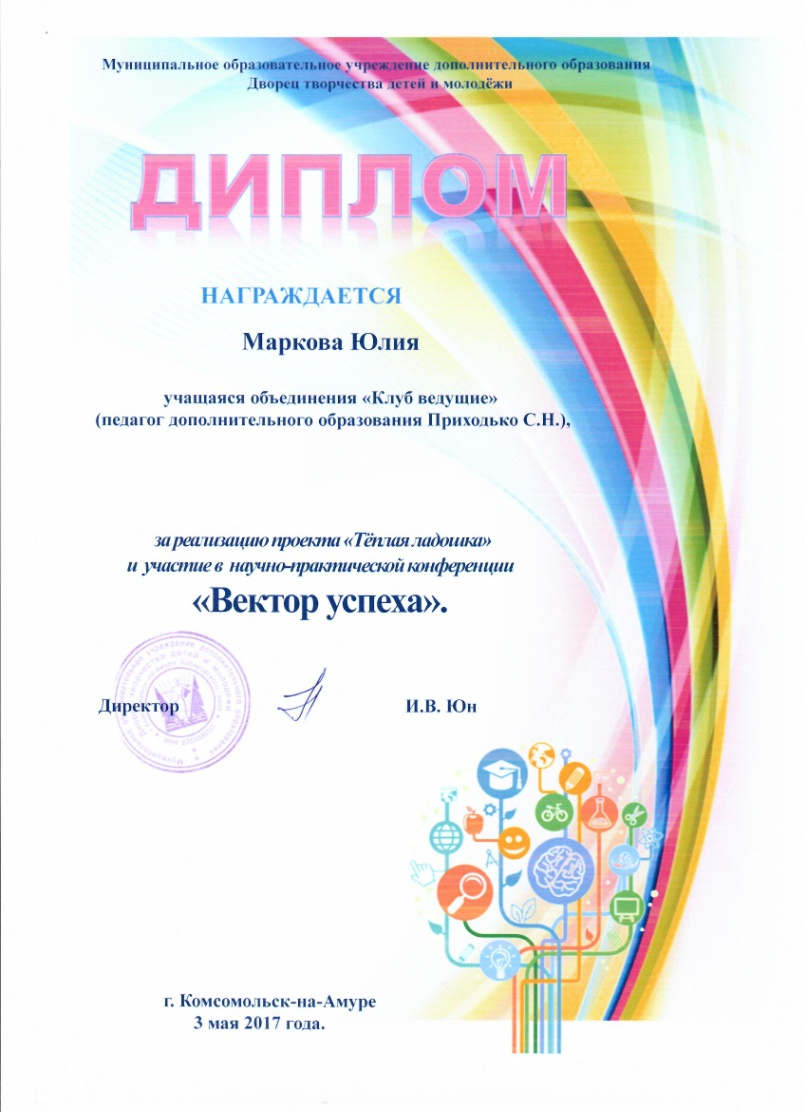 Муниципальное образовательное учреждение дополнительного образования
Дворец творчества детей и молодёжи
ДИПЛОМ
НАГРАЖДАЕТСЯ
Маркова Юлия
учащаяся объединения «Клуб ведущие»
(педагог дополнительного образования Приходько С.Н.),
за реализацию проекта «Тёплая ладошка»
и участие в научно-практической конференции
«Вектор успеха».
Директор
И.В. Юн
г. Комсомольск-на-Амуре
3 мая 2017 года.